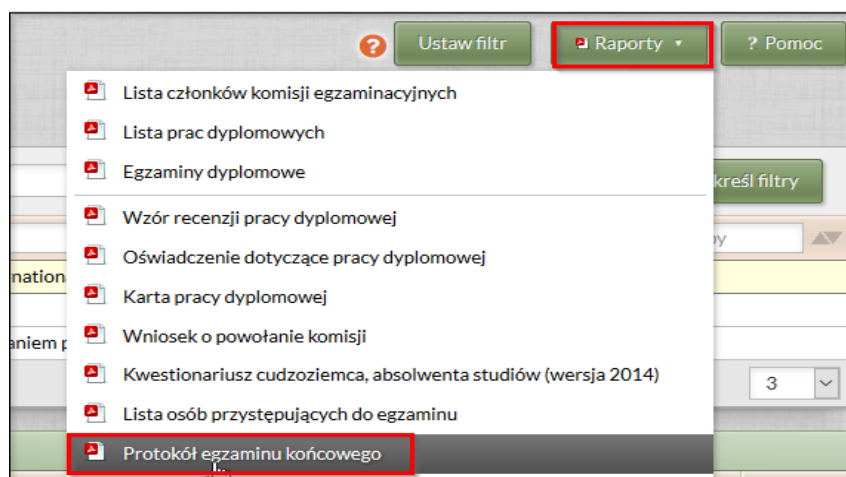 ? Ustaw filtr Raporty ? Pomoc
Lista członków komisji egzaminacyjnych
Lista prac dyplomowych
Egzaminy dyplomowe
kreśl filtry
Wzór recenzji pracy dyplomowej
by
Oświadczenie dotyczące pracy dyplomowej
nation
Karta pracy dyplomowej
Wniosek o powołanie komisji
aniem p
Kwestionariusz cudzoziemca, absolwenta studiów (wersja 2014)
3
Lista osób przystępujących do egzaminu
Protokół egzaminu końcowego